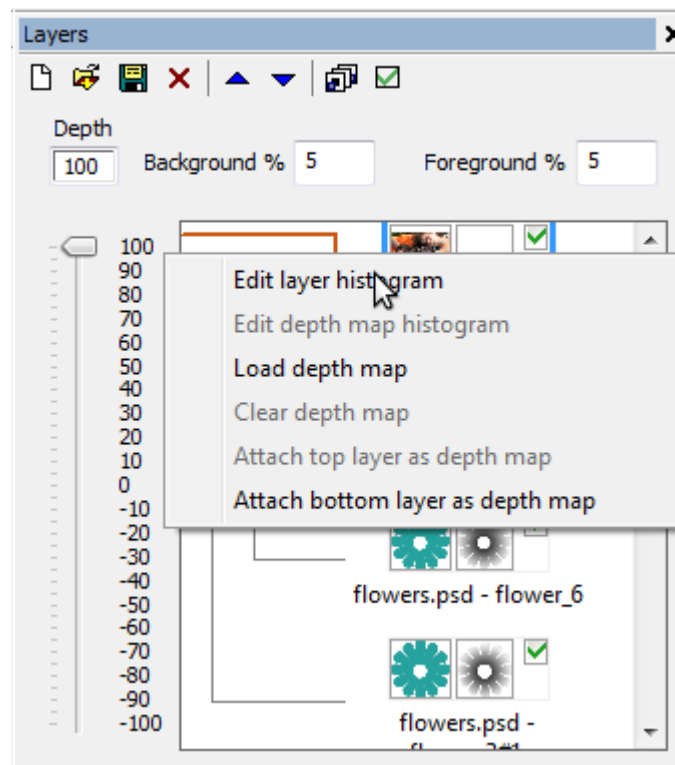 Layers
Depth
100 Background % 5 Foreground % 5
100
90
80
70
60
50
40
30
20
10
0
-10
-20
-30
-40
-50
-60
-70
-80
-90
-100
Edit layer histogram
Edit depth map histogram
Load depth map
Clear depth map
Attach top layer as depth map
Attach bottom layer as depth map
flowers.psd - flower_6
flowers.psd -